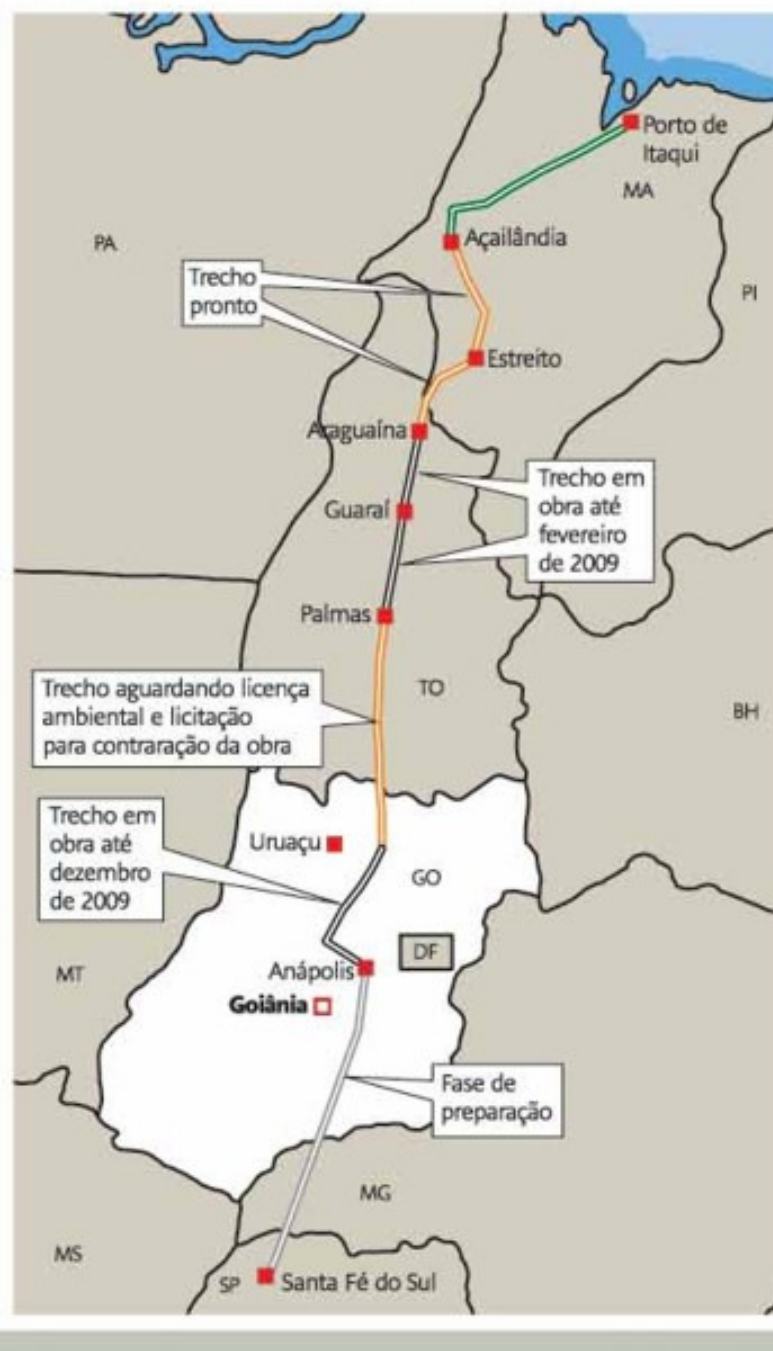 Porto de
Itaqui
MA
Açailândia
PA
Trecho
pronto
PI
Estreito
Araguaína
Trecho em
obra até
fevereiro
de 2009
Guaraí
Palmas
Trecho aguardando licença
ambiental e licitação
para contraração da obra
TO
BH
Trecho em
obra até
dezembro
de 2009
Uruaçu
GO
DF
MT
Anápolis
Goiânia
Fase de
preparação
MG
MS
SP
Santa Fé do Sul